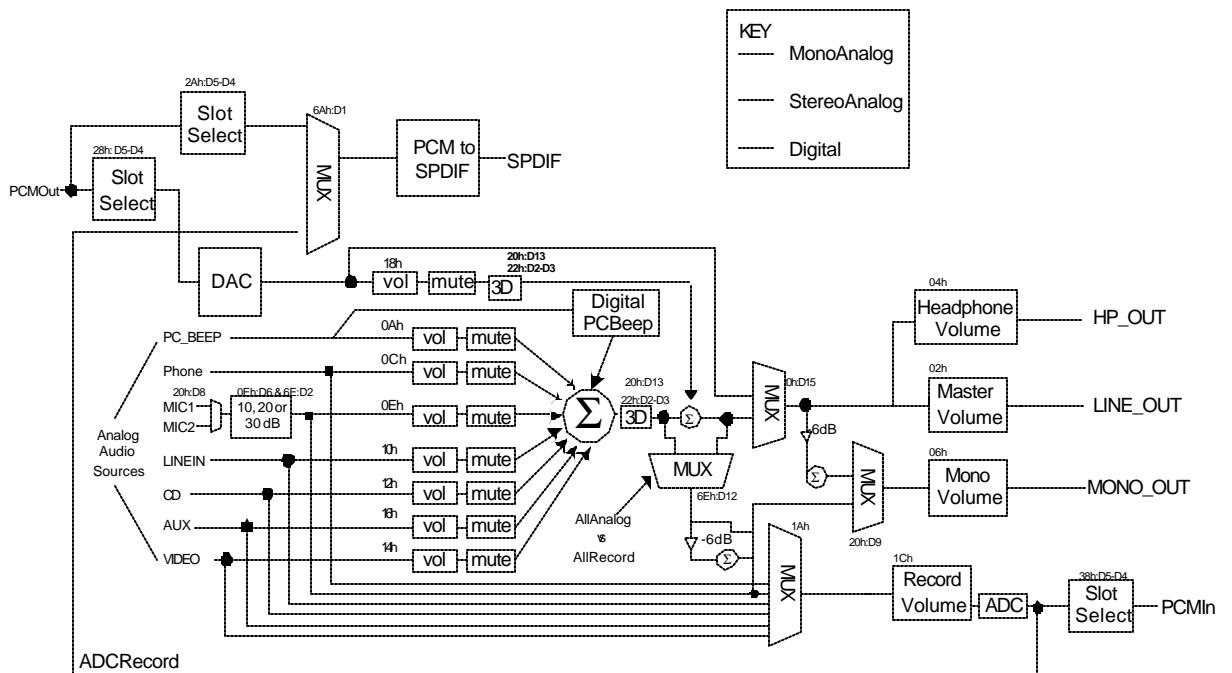 KEY
MonoAnalog
StereoAnalog
Digital
2Ah:D5-D4
Slot
Select
6Ah:D1
MUX
PCM to
SPDIF
SPDIF
28h: D5-D4
Slot
Select
PCMOut
DAC
18h
vol
mute
20h:D13
22h:D2-D3
3D
Digital
PCBeep
04h
Headphone
Volume
HP_OUT
PC_BEEP
0Ah
vol
mute
Phone
0Ch
vol
mute
20h:D8
MIC1
MIC2
0Eh:D6 & 6E:D2
10, 20 or
30 dB
0Eh
vol
mute
Σ
20h:D13
22h:D2-D3
3D
Σ
MUX
0h:D15
02h
Master
Volume
LINE_OUT
Analog
Audio
Sources
LINEIN
10h
vol
mute
MUX
6Eh:D12
-6dB
Σ
MUX
20h:D9
06h
Mono
Volume
MONO_OUT
CD
12h
vol
mute
AUX
16h
vol
mute
VIDEO
14h
vol
mute
AllAnalog
vs
AllRecord
-6dB
Σ
1Ah
MUX
1Ch
Record
Volume
ADC
38h:D5-D4
Slot
Select
PCMIn
ADCRecord